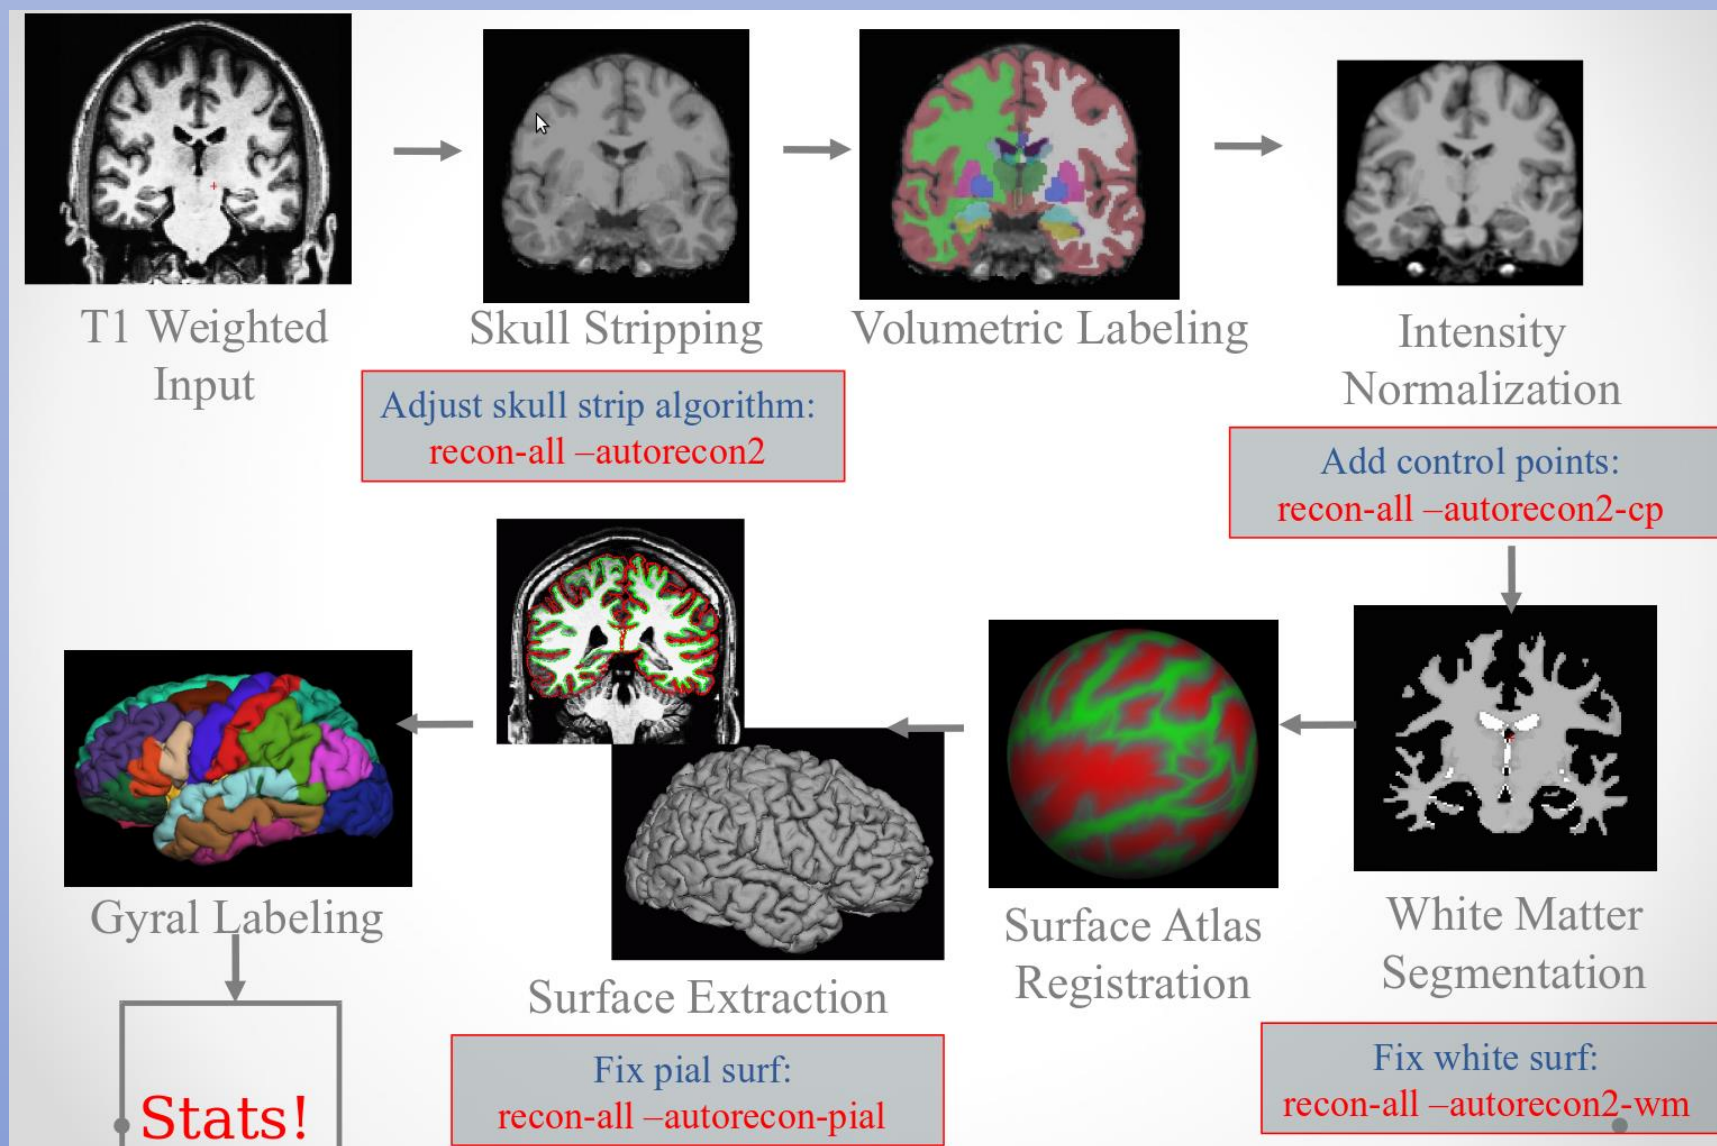 T1 Weighted
Input
Skull Stripping
Adjust skull strip algorithm:
recon-all –autorecon2
Volumetric Labeling
Intensity
Normalization
Add control points:
recon-all –autorecon2-cp
White Matter
Segmentation
Fix white surf:
recon-all –autorecon2-wm
Surface Atlas
Registration
Surface Extraction
Fix pial surf:
recon-all –autorecon-pial
Gyral Labeling
Stats!